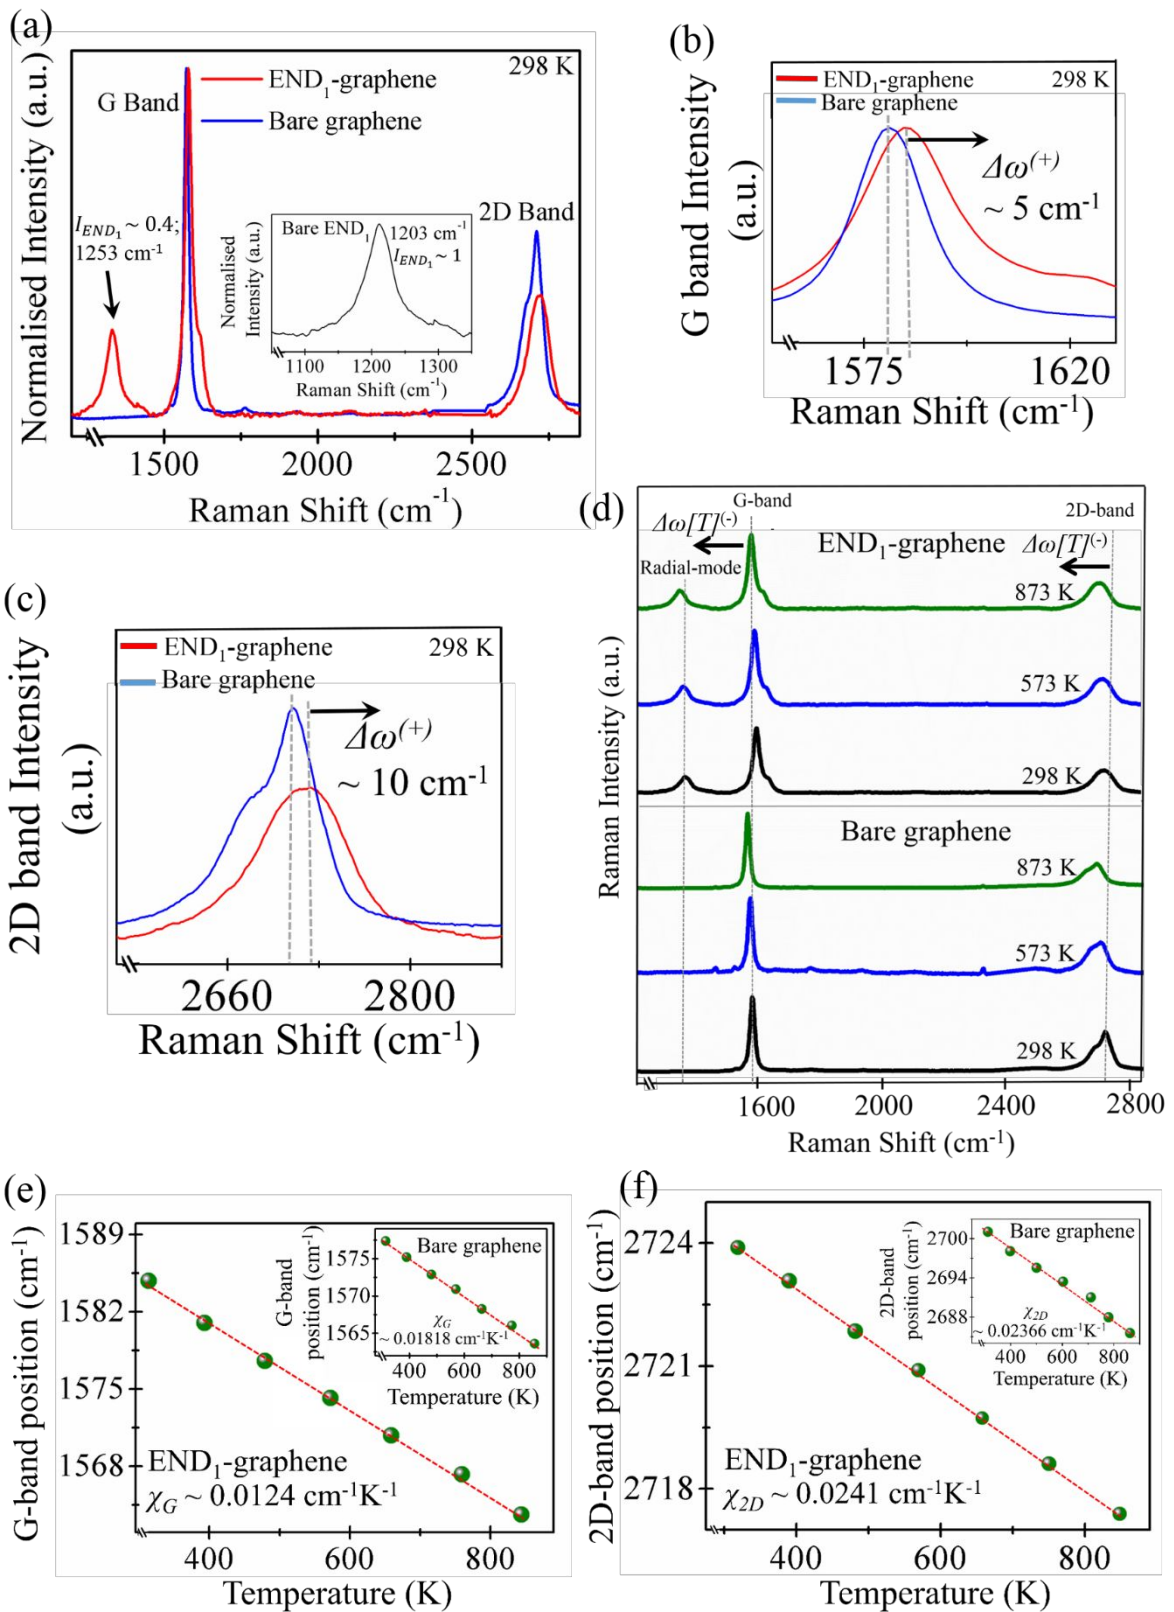 (a)
Normalised Intensity (a.u.)
G Band
END₁-graphene
Bare graphene
298 K
I_END₁ ~ 0.4;
1253 cm⁻¹
2D Band
Normalised
Intensity (a.u.)
Bare END₁
1203 cm⁻¹
I_END₁ ~ 1
1100 1200 1300
Raman Shift (cm⁻¹)
1500 2000 2500
Raman Shift (cm⁻¹)
(b)
G band Intensity
(a.u.)
END₁-graphene
298 K
Bare graphene
Δω⁽⁺⁾
~ 5 cm⁻¹
1575 1620
Raman Shift (cm⁻¹)
(c)
2D band Intensity
(a.u.)
END₁-graphene
298 K
Bare graphene
Δω⁽⁺⁾
~ 10 cm⁻¹
2660 2800
Raman Shift (cm⁻¹)
(d)
Raman Intensity (a.u.)
G-band
2D-band
Δω[T]⁽⁻⁾
END₁-graphene
Δω[T]⁽⁻⁾
Radial-mode
873 K
573 K
298 K
Bare graphene
873 K
573 K
298 K
1600 2000 2400 2800
Raman Shift (cm⁻¹)
(e)
G-band position (cm⁻¹)
1589
1582
1575
1568
G-band
position (cm⁻¹)
1575
1570
1565
Bare graphene
χ_G
~ 0.01818 cm⁻¹K⁻¹
400 600 800
Temperature (K)
END₁-graphene
χ_G ~ 0.0124 cm⁻¹K⁻¹
400 600 800
Temperature (K)
(f)
2D-band position (cm⁻¹)
2724
2721
2718
2D-band
position (cm⁻¹)
2700
2694
2688
Bare graphene
χ_2D
~ 0.02366 cm⁻¹K⁻¹
400 600 800
Temperature (K)
END₁-graphene
χ_2D ~ 0.0241 cm⁻¹K⁻¹
400 600 800
Temperature (K)